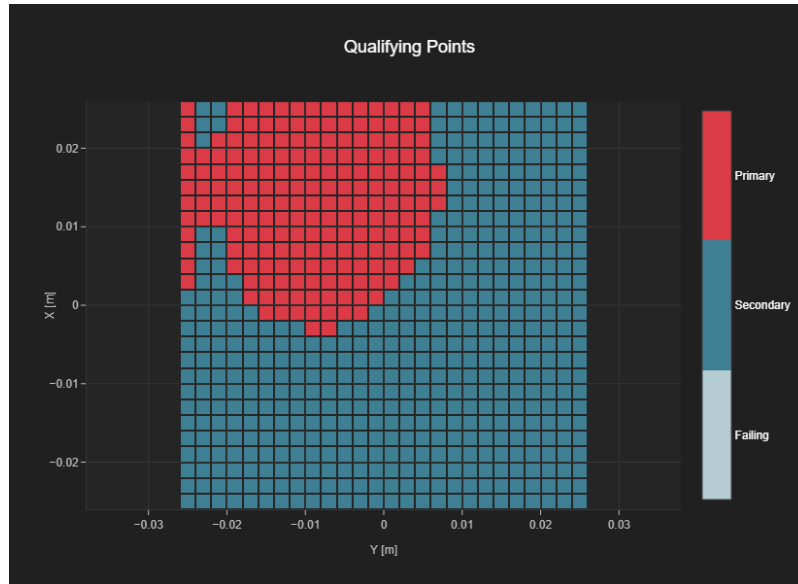 Qualifying Points
0.02
0.01
0
−0.01
−0.02
X [m]
−0.03
−0.02
−0.01
0
0.01
0.02
0.03
Y [m]
Primary
Secondary
Failing